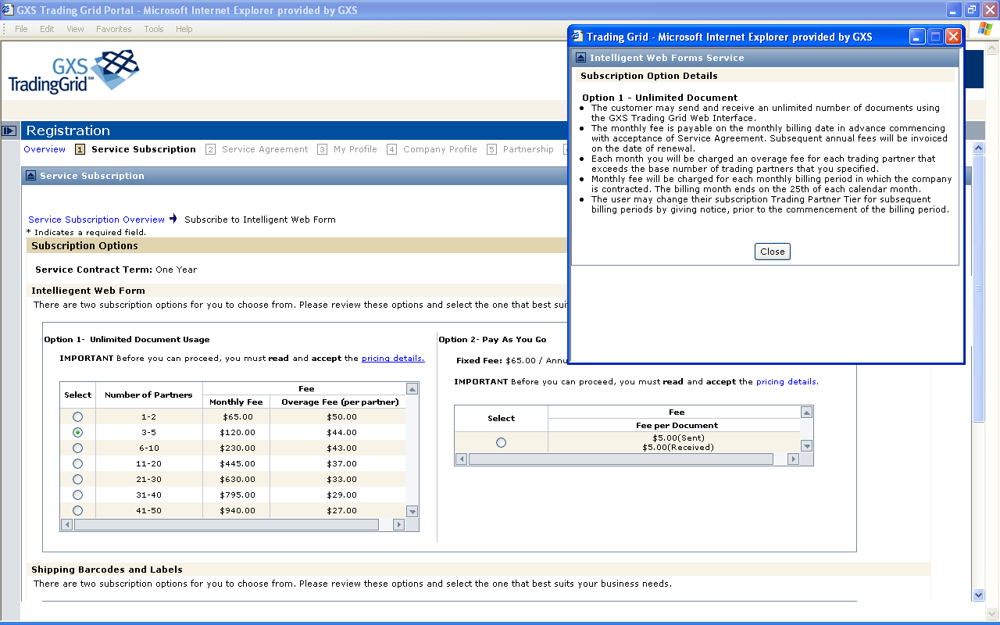 GXS Trading Grid Portal - Microsoft Internet Explorer provided by GXS
File Edit View Favorites Tools Help
GXS
TradingGrid℠
Registration
Overview 1 Service Subscription 2 Service Agreement 3 My Profile 4 Company Profile 5 Partnership
Service Subscription
Service Subscription Overview Subscribe to Intelligent Web Form
* Indicates a required field.
Subscription Options
Service Contract Term: One Year
Intelliegent Web Form
There are two subscription options for you to choose from. Please review these options and select the one that best suit
Option 1- Unlimited Document Usage
IMPORTANT Before you can proceed, you must read and accept the pricing details.
Select Number of Partners Fee
Monthly Fee Overage Fee (per partner)
1-2 $65.00 $50.00
3-5 $120.00 $44.00
6-10 $230.00 $43.00
11-20 $445.00 $37.00
21-30 $630.00 $33.00
31-40 $795.00 $29.00
41-50 $940.00 $27.00
Option 2- Pay As You Go
Fixed Fee: $65.00 / Annu
IMPORTANT Before you can proceed, you must read and accept the pricing details.
Select Fee
Fee per Document
$5.00(Sent)
$5.00(Received)
Shipping Barcodes and Labels
There are two subscription options for you to choose from. Please review these options and select the one that best suits your business needs.
Trading Grid - Microsoft Internet Explorer provided by GXS
Intelligent Web Forms Service
Subscription Option Details
Option 1 - Unlimited Document
• The customer may send and receive an unlimited number of documents using
the GXS Trading Grid Web Interface.
• The monthly fee is payable on the monthly billing date in advance commencing
with acceptance of Service Agreement. Subsequent annual fees will be invoiced
on the date of renewal.
• Each month you will be charged an overage fee for each trading partner that
exceeds the base number of trading partners that you specified.
• Monthly fee will be charged for each monthly billing period in which the company
is contracted. The billing month ends on the 25th of each calendar month.
• The user may change their subscription Trading Partner Tier for subsequent
billing periods by giving notice, prior to the commencement of the billing period.
Close